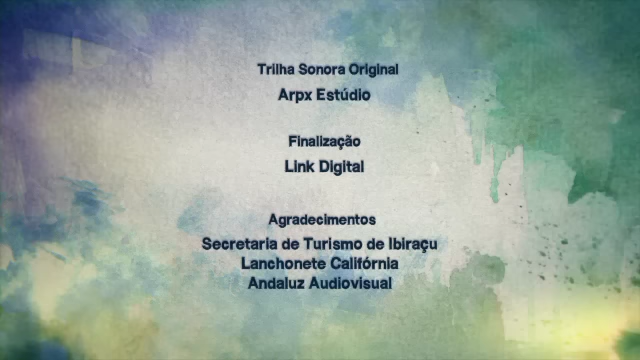 Trilha Sonora Original
Arpx Estúdio
Finalização
Link Digital
Agradecimentos
Secretaria de Turismo de Ibiraçu
Lanchonete Califórnia
Andaluz Audiovisual